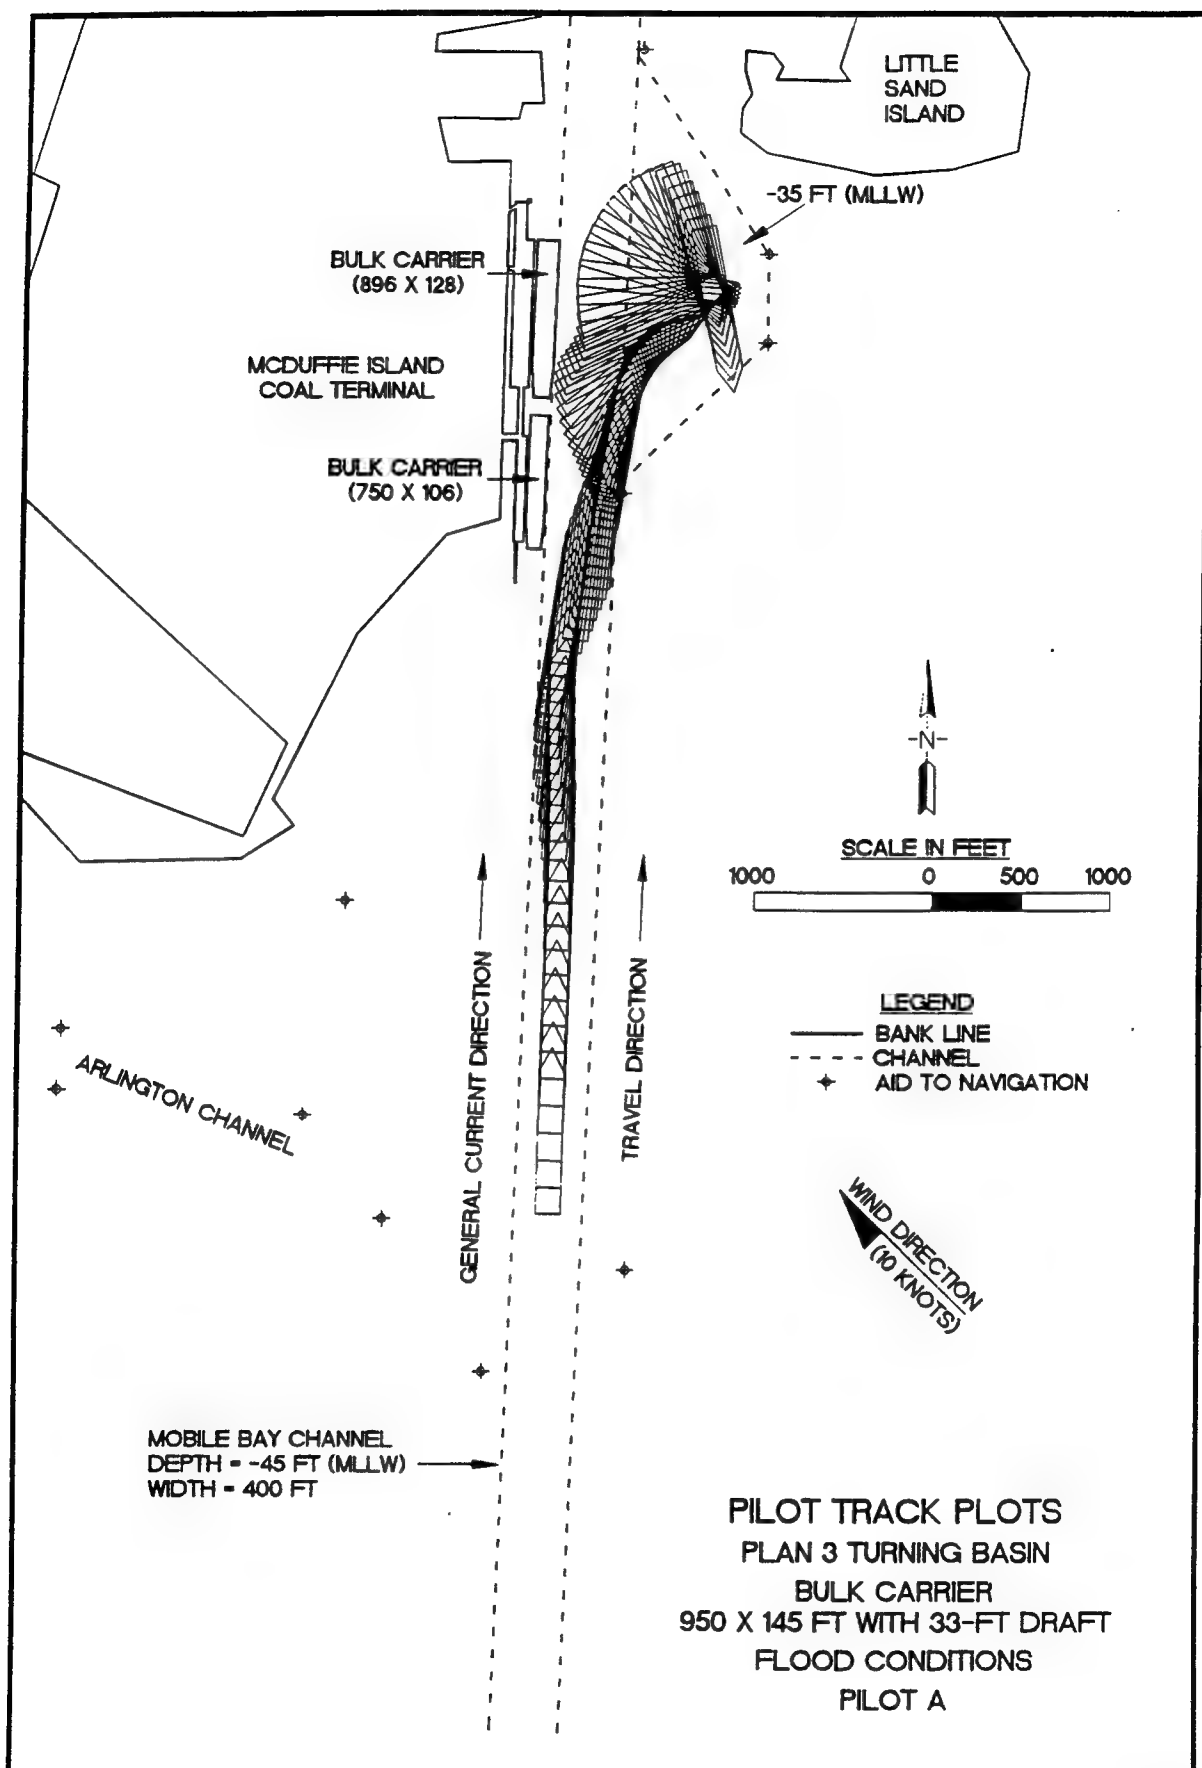 LITTLE
SAND
ISLAND
-35 FT (MLLW)
BULK CARRIER
(896 X 128)
MCDUFFIE ISLAND
COAL TERMINAL
BULK CARRIER
(750 X 106)
-N-
SCALE IN FEET
1000 0 500 1000
GENERAL CURRENT DIRECTION
TRAVEL DIRECTION
LEGEND
BANK LINE
CHANNEL
AID TO NAVIGATION
ARLINGTON CHANNEL
WIND DIRECTION
(10 KNOTS)
MOBILE BAY CHANNEL
DEPTH = -45 FT (MLLW)
WIDTH = 400 FT
PILOT TRACK PLOTS
PLAN 3 TURNING BASIN
BULK CARRIER
950 X 145 FT WITH 33-FT DRAFT
FLOOD CONDITIONS
PILOT A